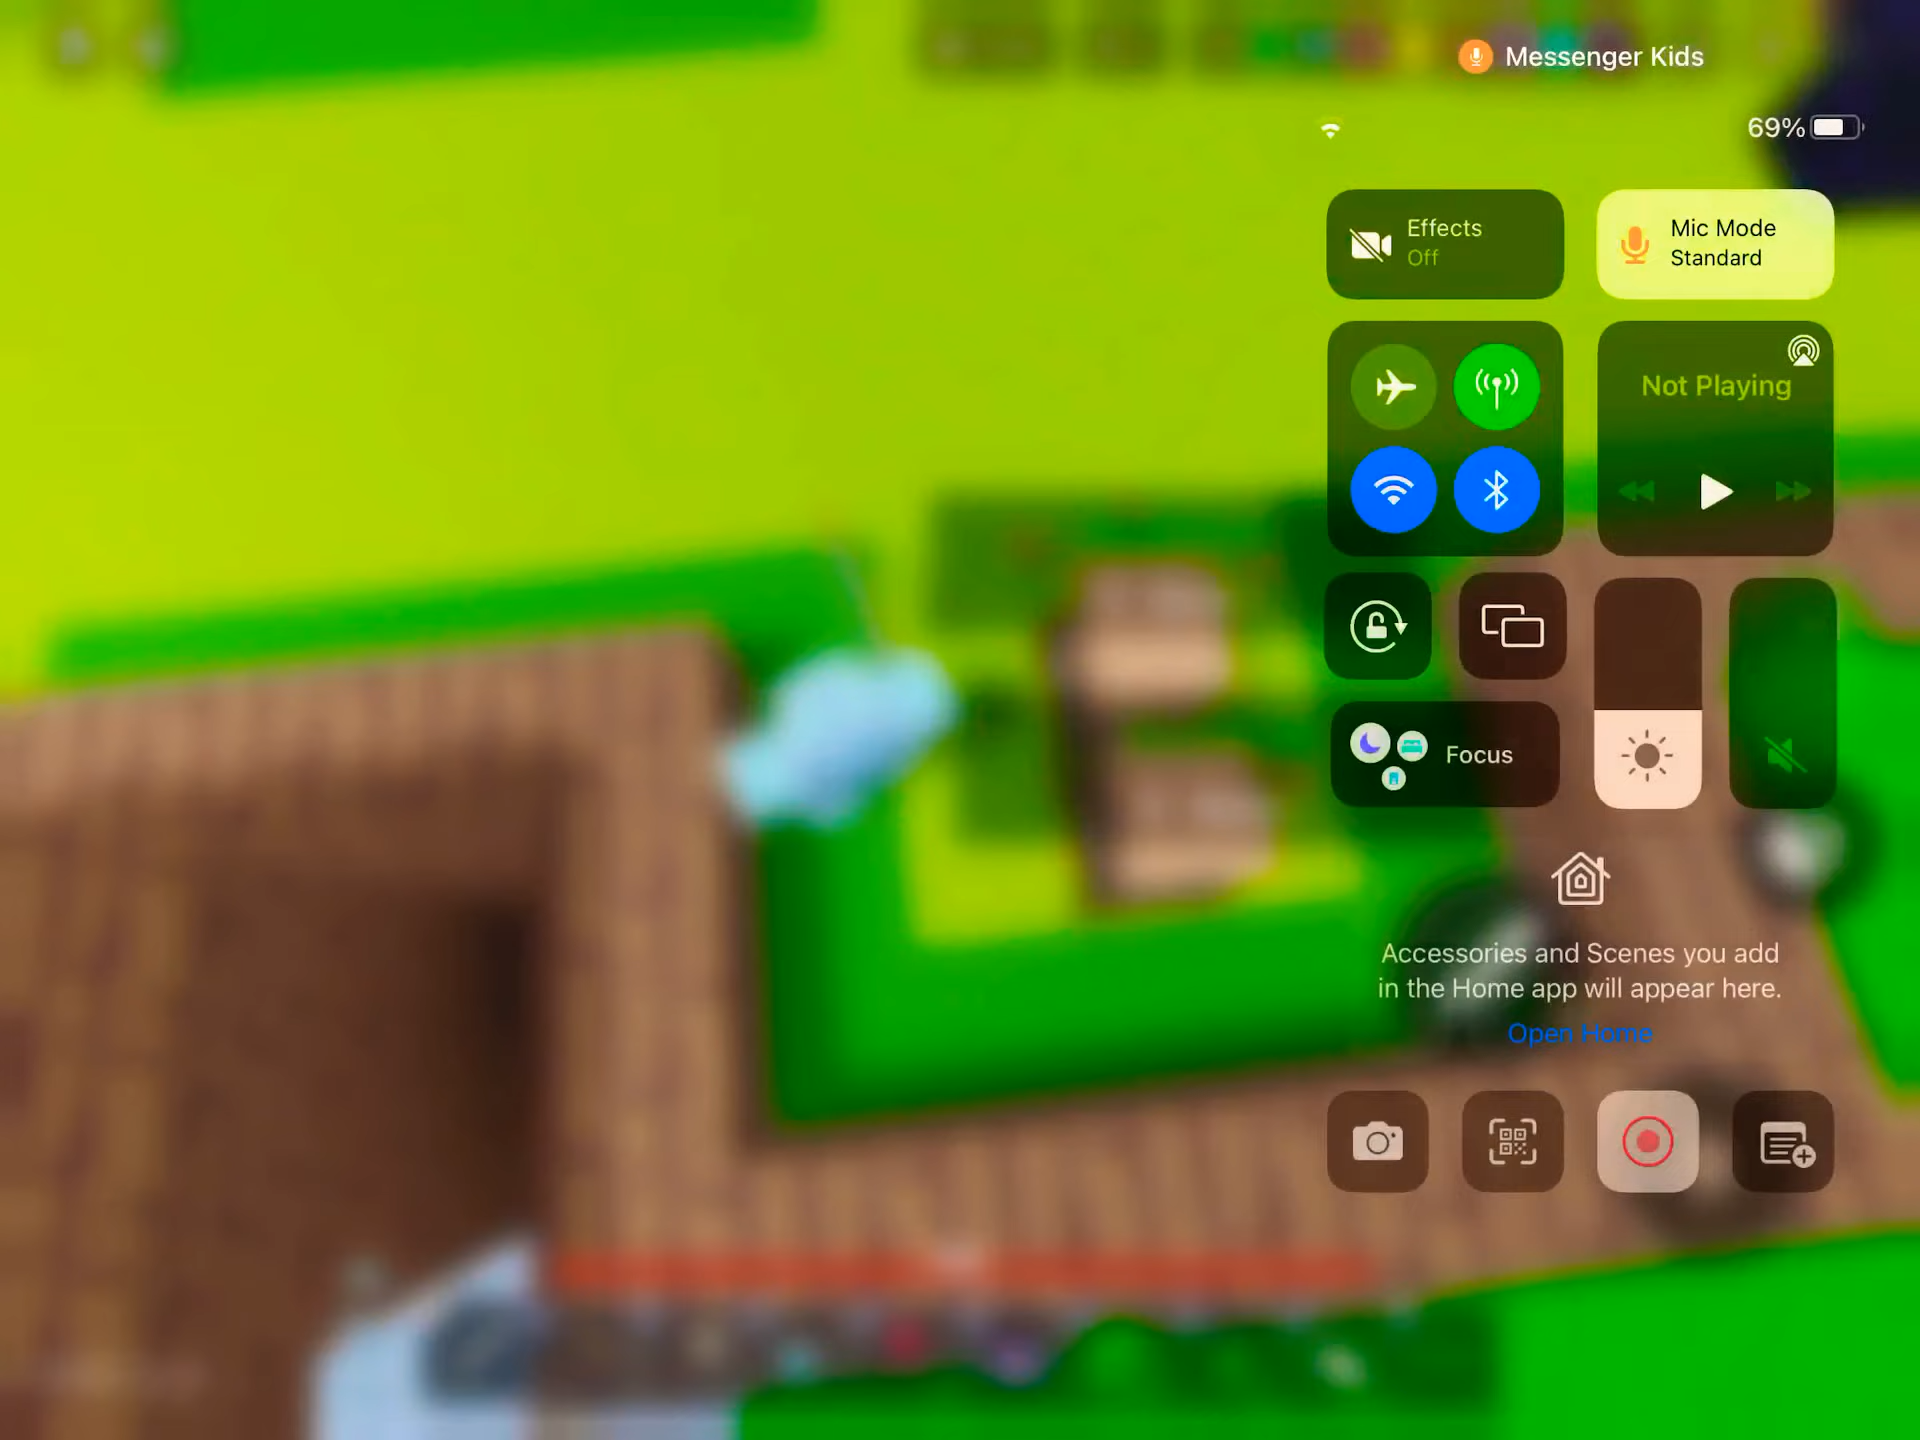 Messenger Kids
69%
Effects
Off
Mic Mode
Standard
Not Playing
Focus
Accessories and Scenes you add
in the Home app will appear here.
Open Home